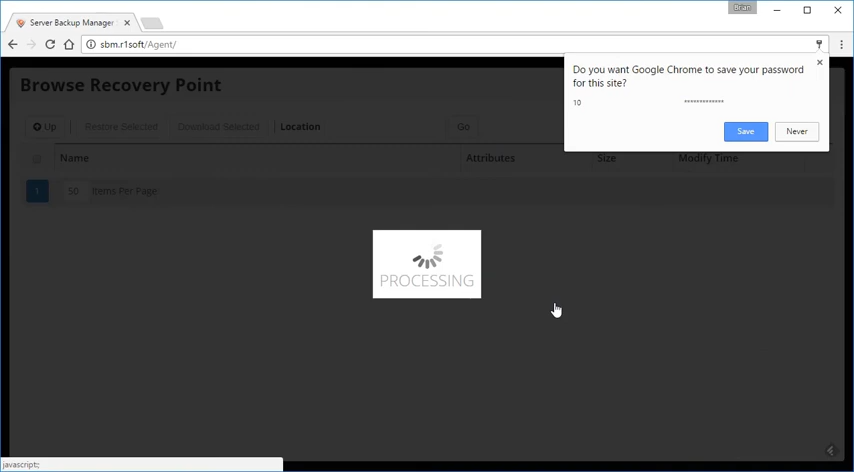 Brian
Server Backup Manager
sbm.r1soft/Agent/
Do you want Google Chrome to save your password
for this site?
10 *************
Save Never
Browse Recovery Point
Up Restore Selected Download Selected Location Go
Name Attributes Size Modify Time
1 50 Items Per Page
PROCESSING
javascript:;